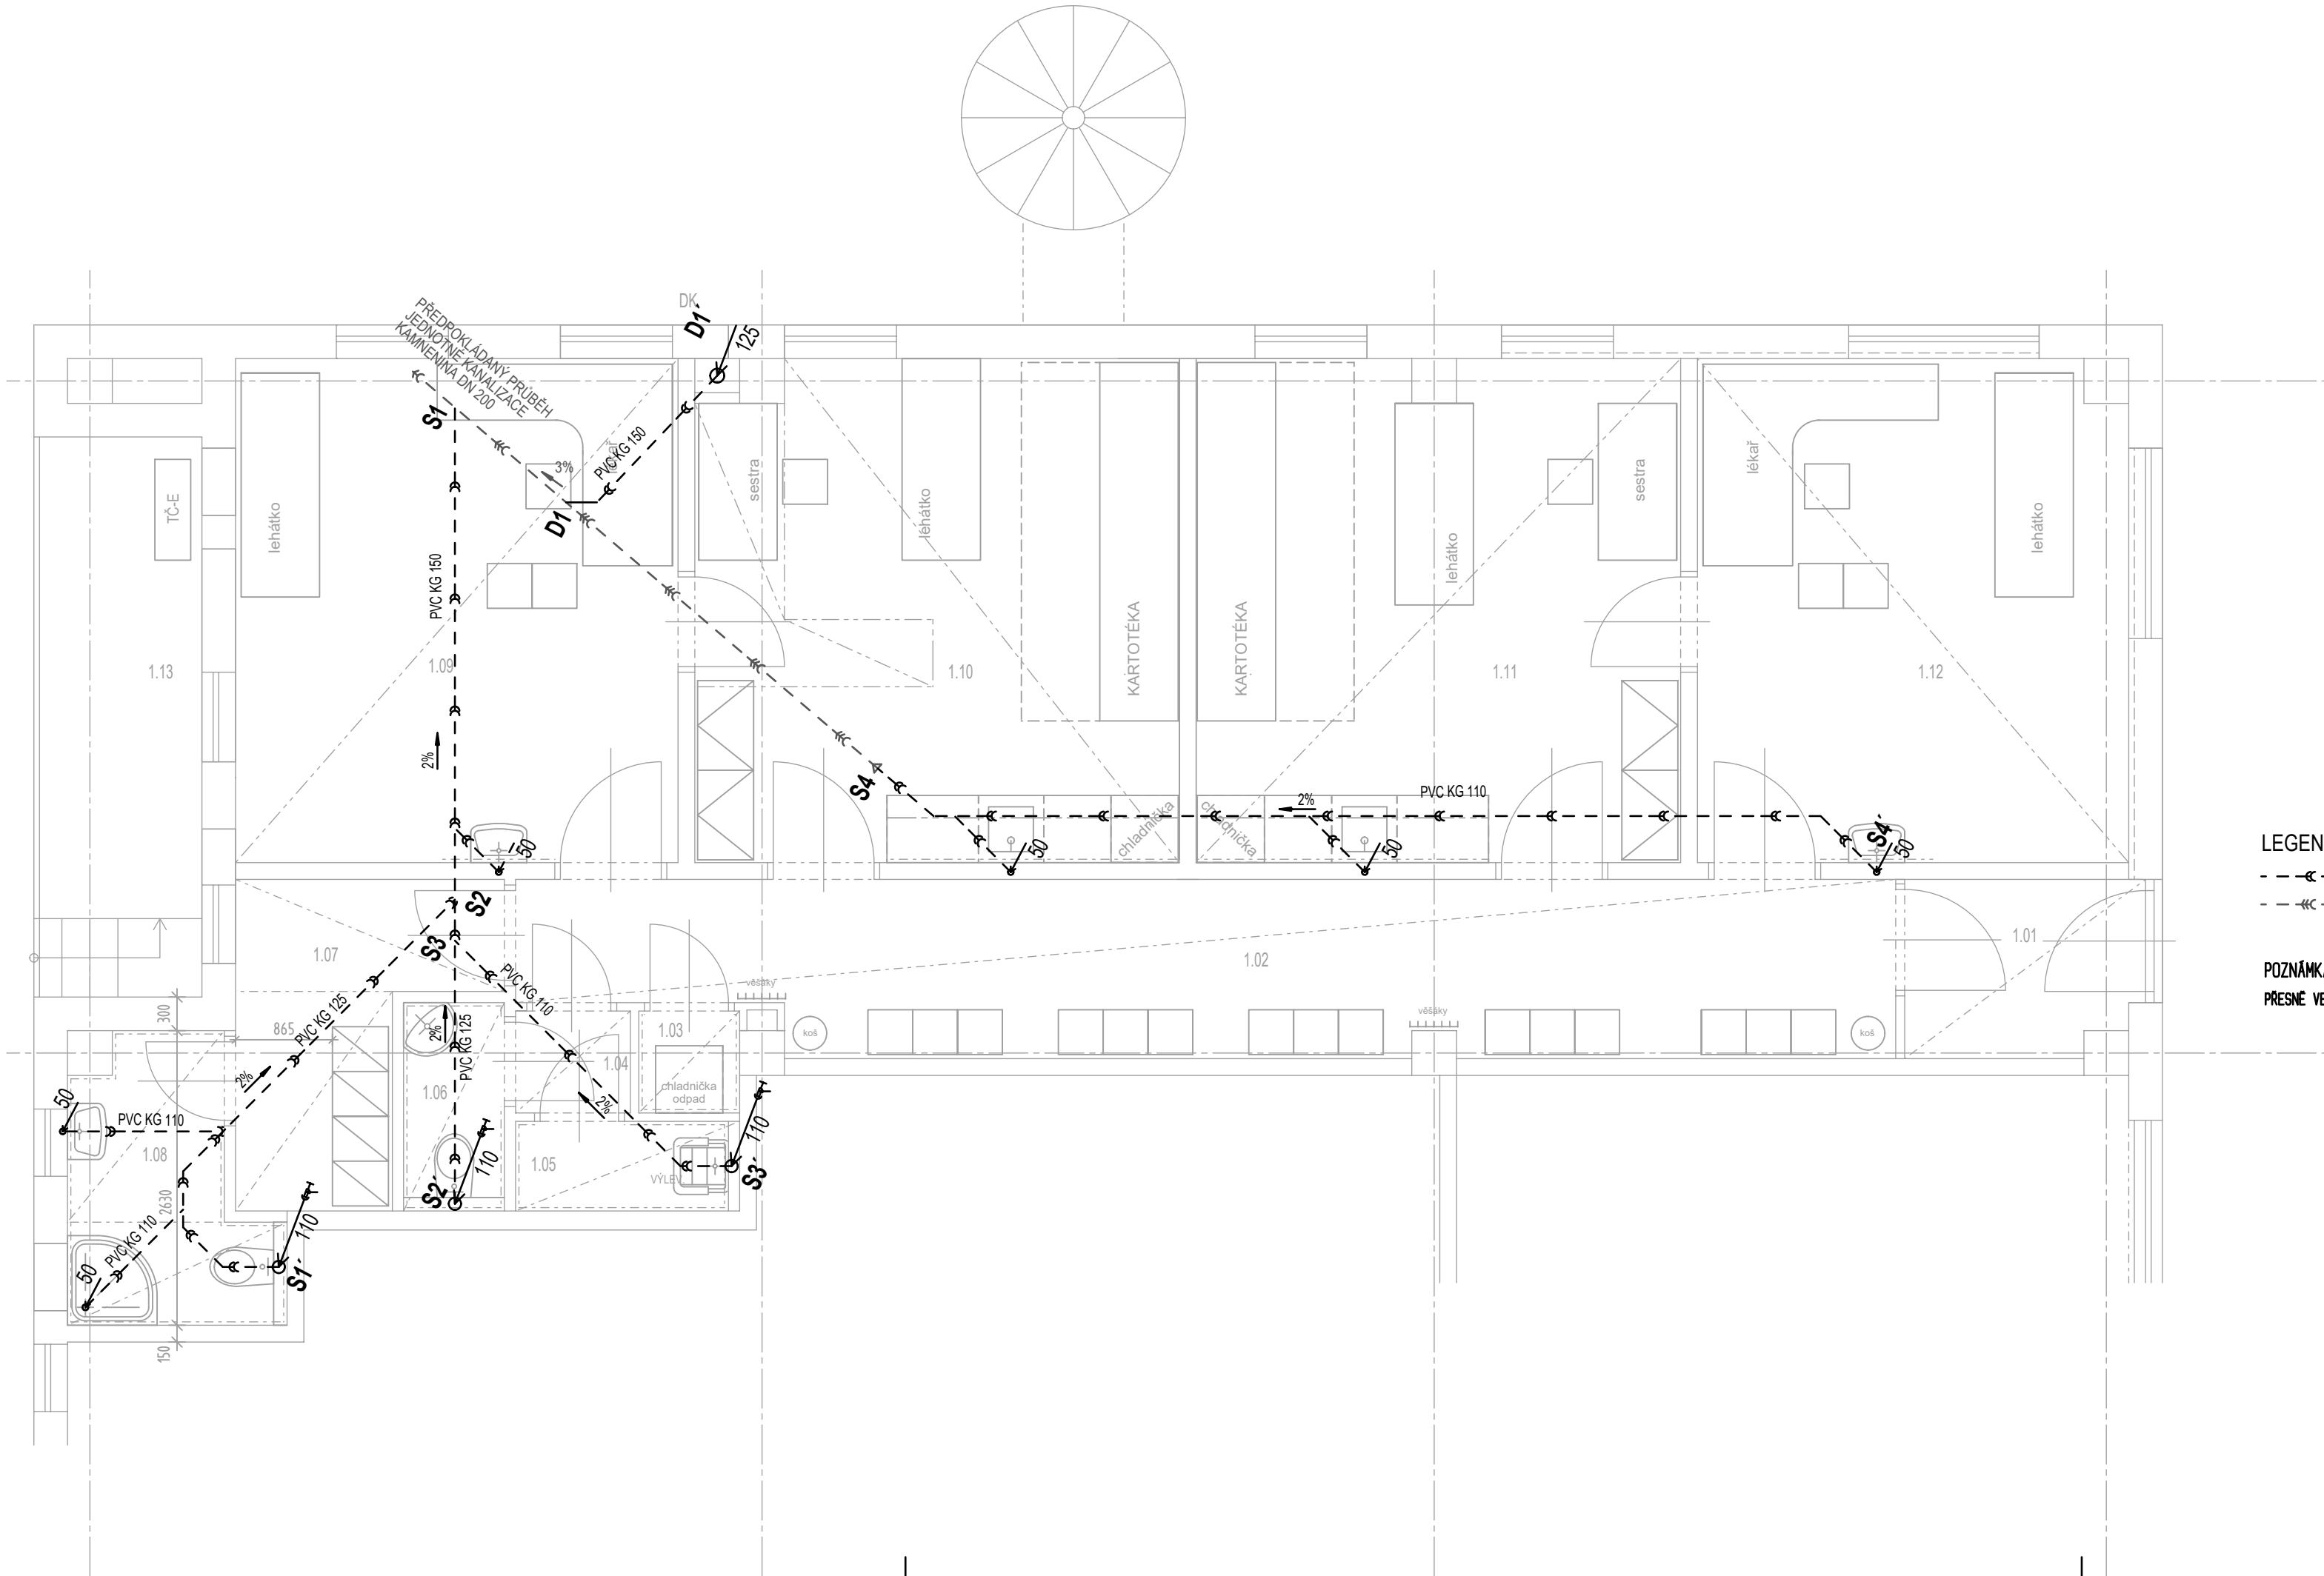 DK
D1´
125
PŘEDPOKLÁDANÝ PRŮBĚH
JEDNOTNÉ KANALIZACE
KAMNENINA DN 200
S1
3%
PVC KG 150
D1
TČ-E
lehátko
sestra
lehátko
KARTOTÉKA
KARTOTÉKA
lehátko
sestra
lékař
lehátko
PVC KG 150
1.13
1.09
1.10
1.11
1.12
2%
S4
2%
PVC KG 110
chladnička
chladnička
50
50
50
S4´
50
LEGEN
S2
S3
1.07
PVC KG 110
1.02
1.01
POZNÁMK
PŘESNÉ VE
věšáky
věšáky
300
865
PVC KG 125
2%
PVC KG 125
1.03
koš
koš
1.04
2%
1.06
chladnička
odpad
2%
50
PVC KG 110
1.08
110
110
1.05
VÝLEV
S3´
S2´
2630
110
PVC KG 110
50
S1´
150